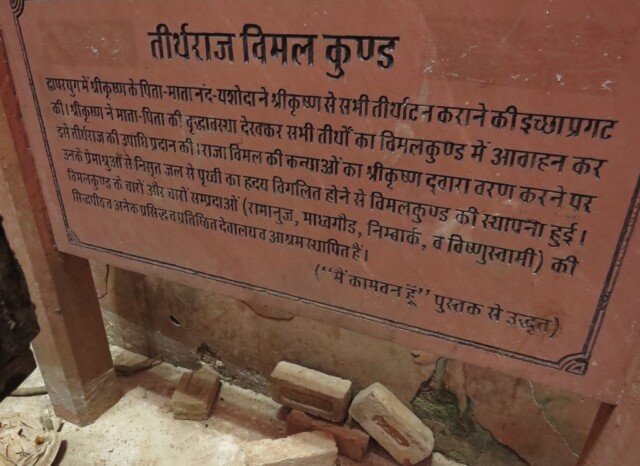 तीर्थराज विमल कुण्ड
द्वापरयुग में श्रीकृष्ण के पिता-माता नंद-यशोदा ने श्रीकृष्ण से सभी तीर्थाटन कराने की इच्छा प्रगट
की। श्रीकृष्ण ने माता-पिता की वृद्धावस्था देखकर सभी तीर्थों का विमलकुण्ड में आवाहन कर
इसे तीर्थराज की उपाधि प्रदान की। राजा विमल की कन्याओं का श्रीकृष्ण द्वारा वरण करने पर
उनके प्रेमाश्रुओं से निसृत जल से पृथ्वी का हृदय विगलित होने से विमलकुण्ड की स्थापना हुई।
विमलकुण्ड के चारों और चारों सम्प्रदाओं (रामानुज, माध्वगौड, निम्बार्क, व विष्णुस्वामी) की
सिद्धपीठ व अनेक प्रसिद्ध व प्रतिष्ठित देवालय व आश्रम स्थापित हैं।
(“मैं कामवन हूँ” पुस्तक से उद्धृत)